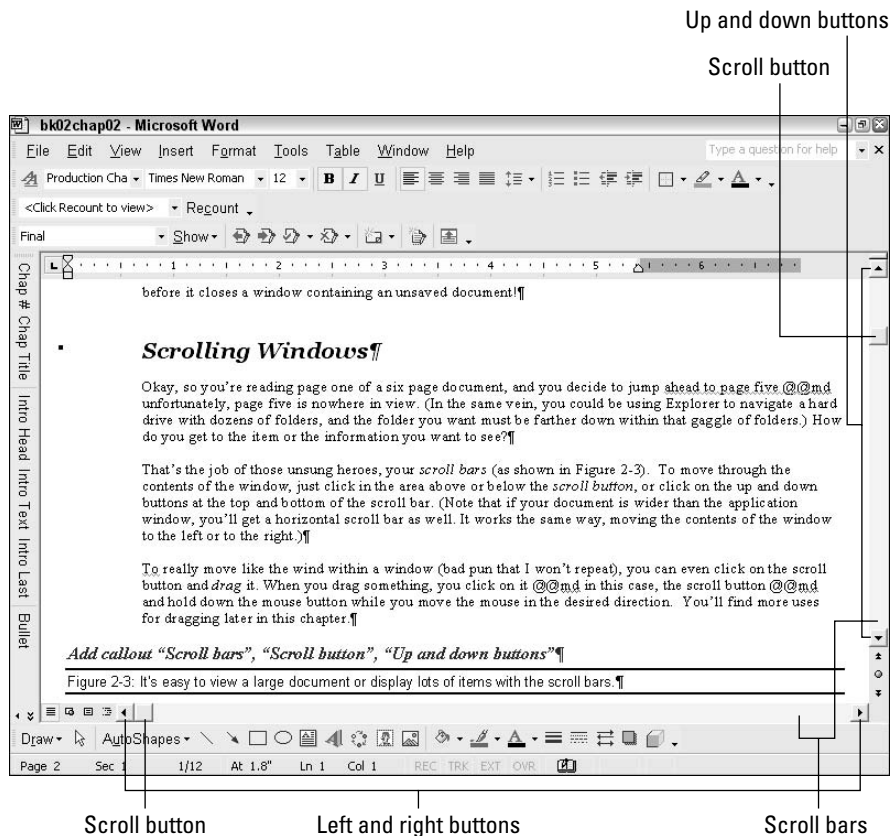 Up and down buttons
Scroll button
bk02chap02 - Microsoft Word
File Edit View Insert Format Tools Table Window Help Type a question for help
Production Cha Times New Roman 12 B I U A
<Click Recount to view> Recount
Final Show
1 2 3 4 5 6
before it closes a window containing an unsaved document!¶
Scrolling Windows¶
Okay, so you're reading page one of a six page document, and you decide to jump ahead to page five @@md
unfortunately, page five is nowhere in view. (In the same vein, you could be using Explorer to navigate a hard
drive with dozens of folders, and the folder you want must be farther down within that gaggle of folders.) How
do you get to the item or the information you want to see?¶
That's the job of those unsung heroes, your scroll bars (as shown in Figure 2-3). To move through the
contents of the window, just click in the area above or below the scroll button, or click on the up and down
buttons at the top and bottom of the scroll bar. (Note that if your document is wider than the application
window, you'll get a horizontal scroll bar as well. It works the same way, moving the contents of the window
to the left or to the right.)¶
To really move like the wind within a window (bad pun that I won't repeat), you can even click on the scroll
button and drag it. When you drag something, you click on it @@md in this case, the scroll button @@md
and hold down the mouse button while you move the mouse in the desired direction. You'll find more uses
for dragging later in this chapter.¶
Add callout "Scroll bars", "Scroll button", "Up and down buttons"¶
Figure 2-3: It's easy to view a large document or display lots of items with the scroll bars.¶
Chap # Chap Title Intro Head Intro Text Intro Last Bullet
Draw AutoShapes A
Page 2 Sec 1 1/12 At 1.8" Ln 1 Col 1 REC TRK EXT OVR
Scroll button Left and right buttons Scroll bars